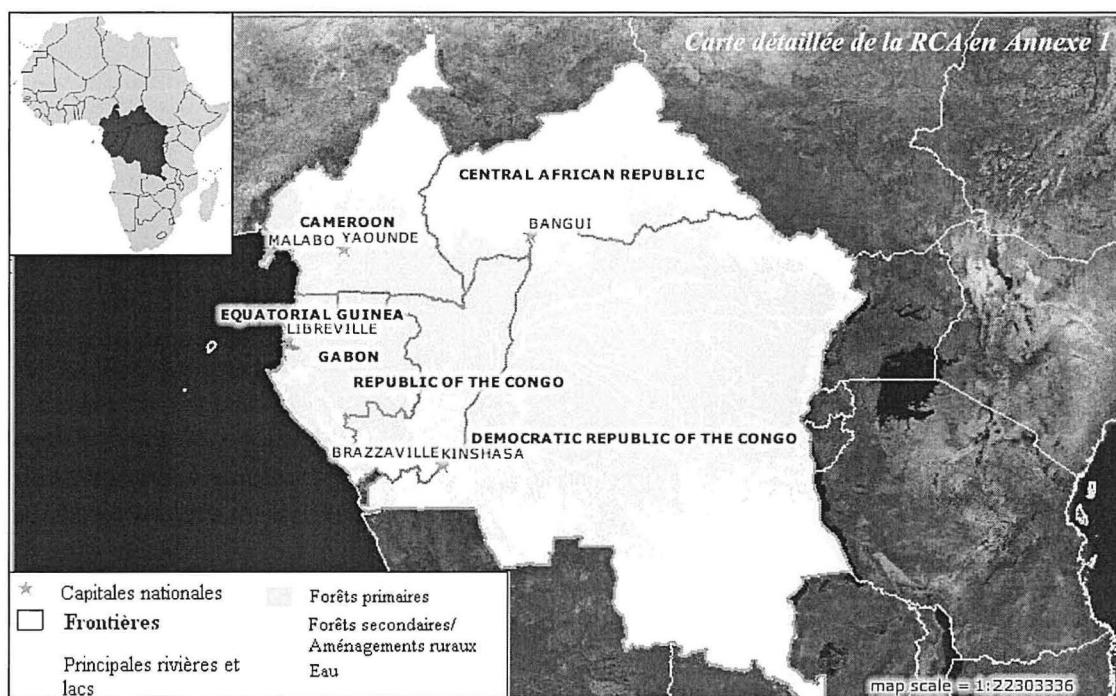 Carte détaillée de la RCA en Annexe 1
CENTRAL AFRICAN REPUBLIC
CAMEROON
BANGUI
MALABO YAOUNDE
EQUATORIAL GUINEA
LIBREVILLE
GABON
REPUBLIC OF THE CONGO
DEMOCRATIC REPUBLIC OF THE CONGO
BRAZZAVILLE KINSHASA
Capitales nationales
Frontières
Principales rivières et
lacs
Forêts primaires
Forêts secondaires/
Aménagements ruraux
Eau
map scale = 1:22303336